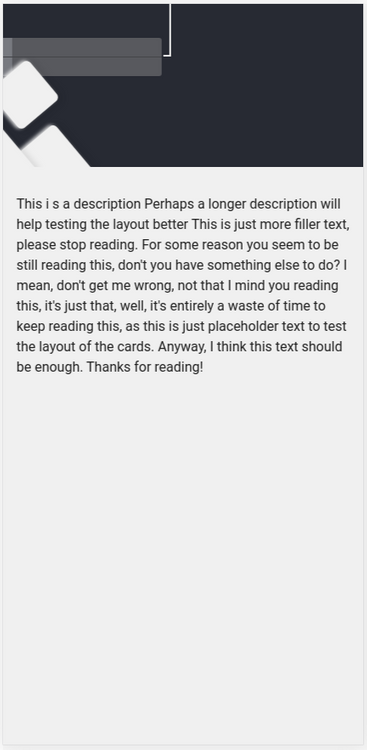 This i s a description Perhaps a longer description will
help testing the layout better This is just more filler text,
please stop reading. For some reason you seem to be
still reading this, don't you have something else to do? I
mean, don't get me wrong, not that I mind you reading
this, it's just that, well, it's entirely a waste of time to
keep reading this, as this is just placeholder text to test
the layout of the cards. Anyway, I think this text should
be enough. Thanks for reading!